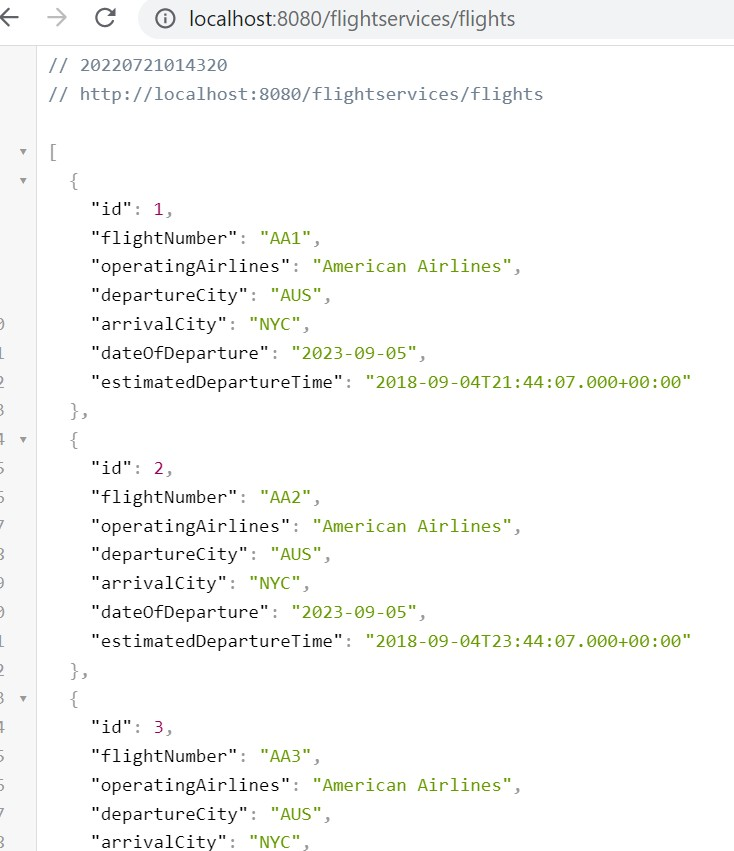 localhost:8080/flightservices/flights
// 20220721014320
// http://localhost:8080/flightservices/flights
[
{
"id": 1,
"flightNumber": "AA1",
"operatingAirlines": "American Airlines",
"departureCity": "AUS",
"arrivalCity": "NYC",
"dateOfDeparture": "2023-09-05",
"estimatedDepartureTime": "2018-09-04T21:44:07.000+00:00"
},
{
"id": 2,
"flightNumber": "AA2",
"operatingAirlines": "American Airlines",
"departureCity": "AUS",
"arrivalCity": "NYC",
"dateOfDeparture": "2023-09-05",
"estimatedDepartureTime": "2018-09-04T23:44:07.000+00:00"
},
{
"id": 3,
"flightNumber": "AA3",
"operatingAirlines": "American Airlines",
"departureCity": "AUS",
"arrivalCity": "NYC",